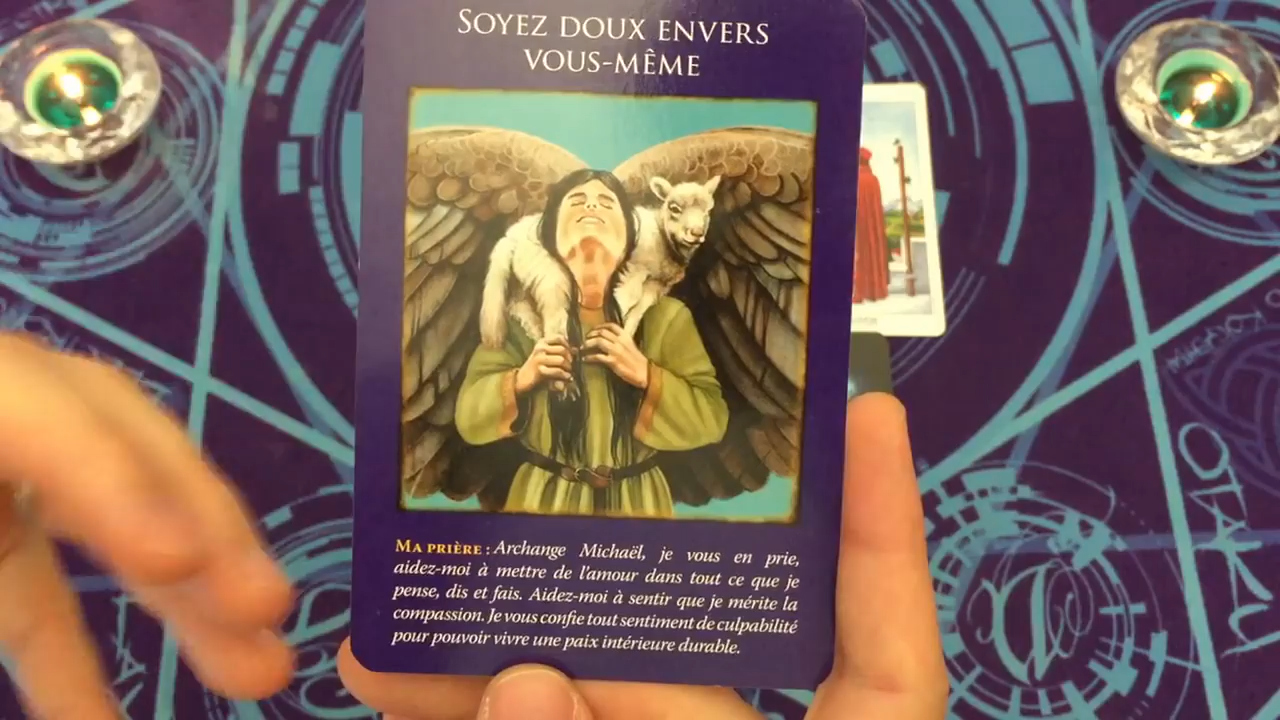 SOYEZ DOUX ENVERS
VOUS-MÊME
MA PRIÈRE : Archange Michaël, je vous en prie,
aidez-moi à mettre de l'amour dans tout ce que je
pense, dis et fais. Aidez-moi à sentir que je mérite la
compassion. Je vous confie tout sentiment de culpabilité
pour pouvoir vivre une paix intérieure durable.